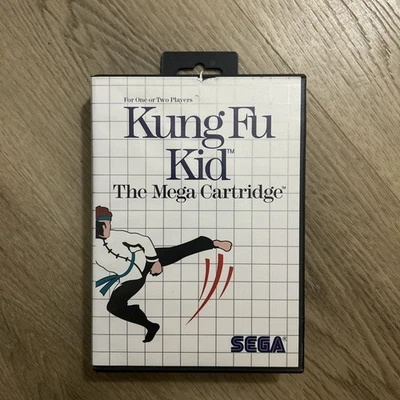 For One or Two Players
Kung Fu
Kid™
The Mega Cartridge™
SEGA®